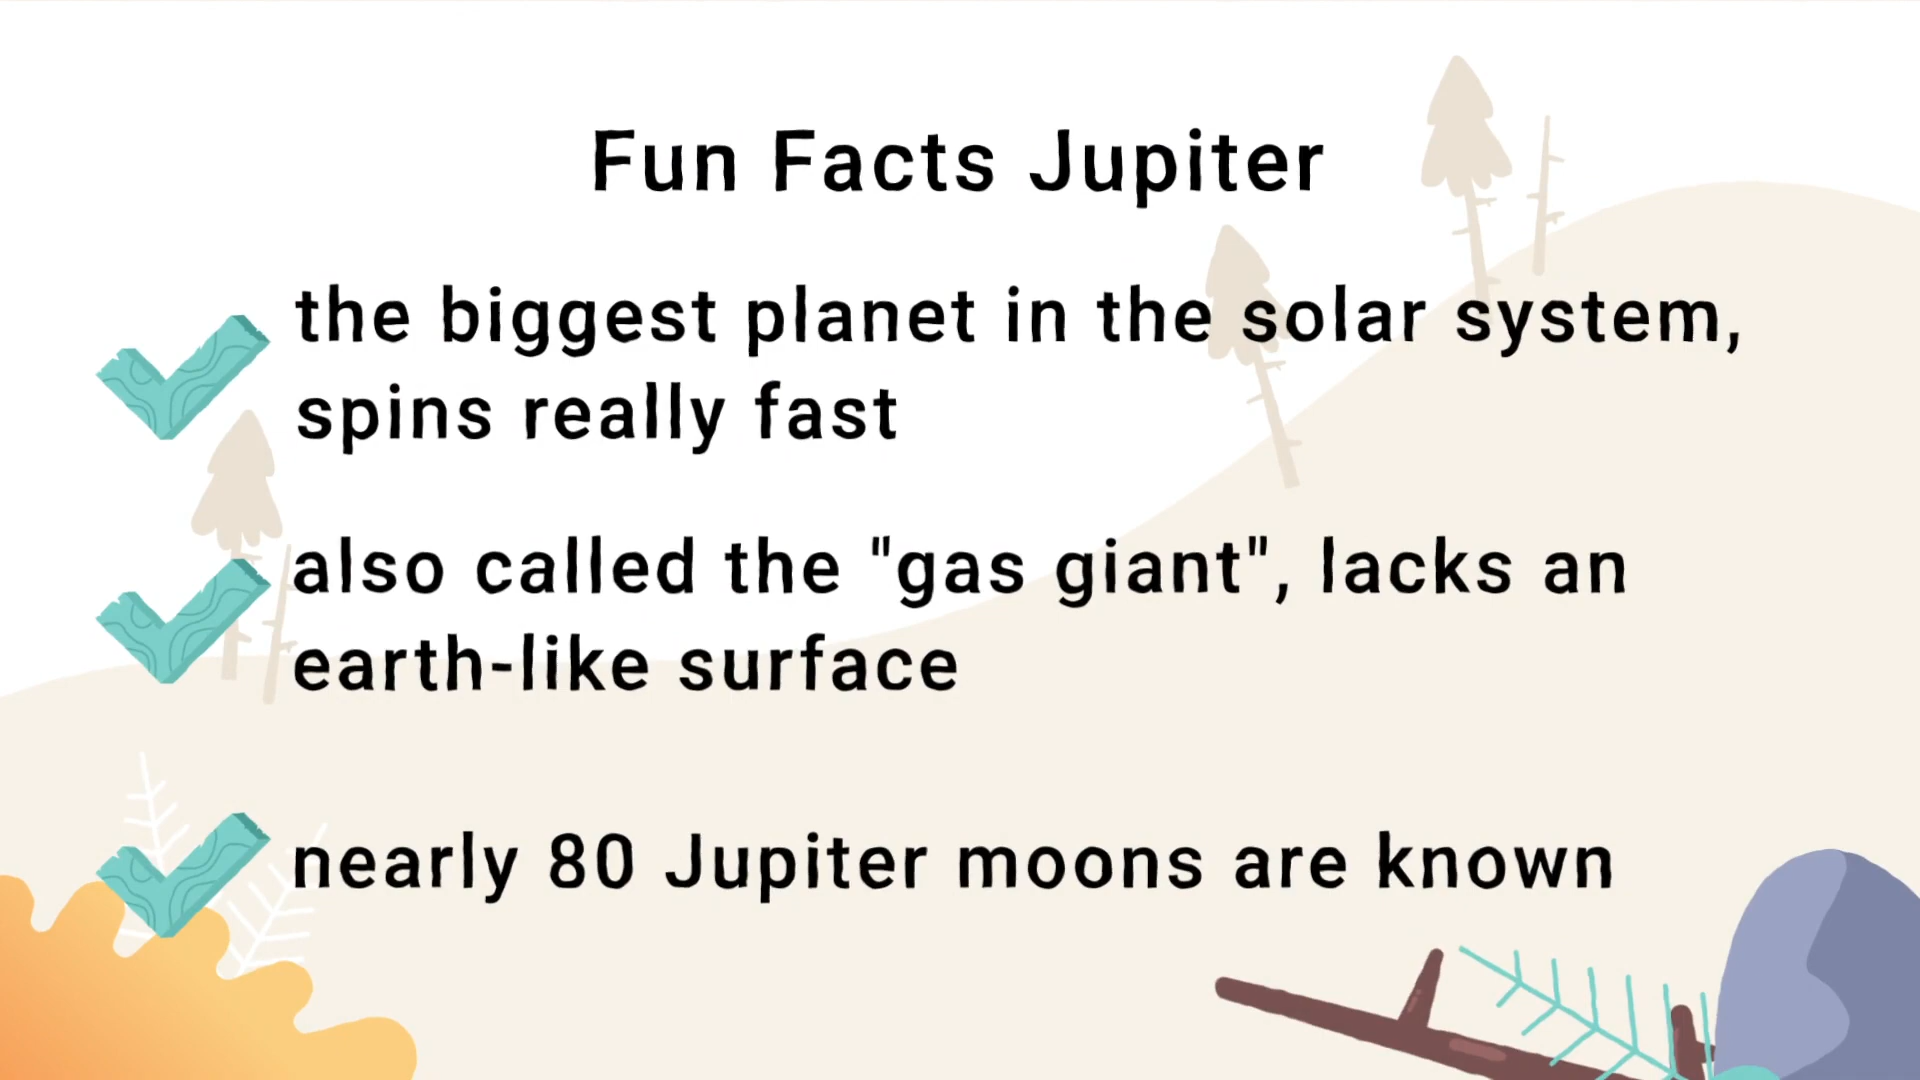 Fun Facts Jupiter
the biggest planet in the solar system,
spins really fast
also called the "gas giant", lacks an
earth-like surface
nearly 80 Jupiter moons are known